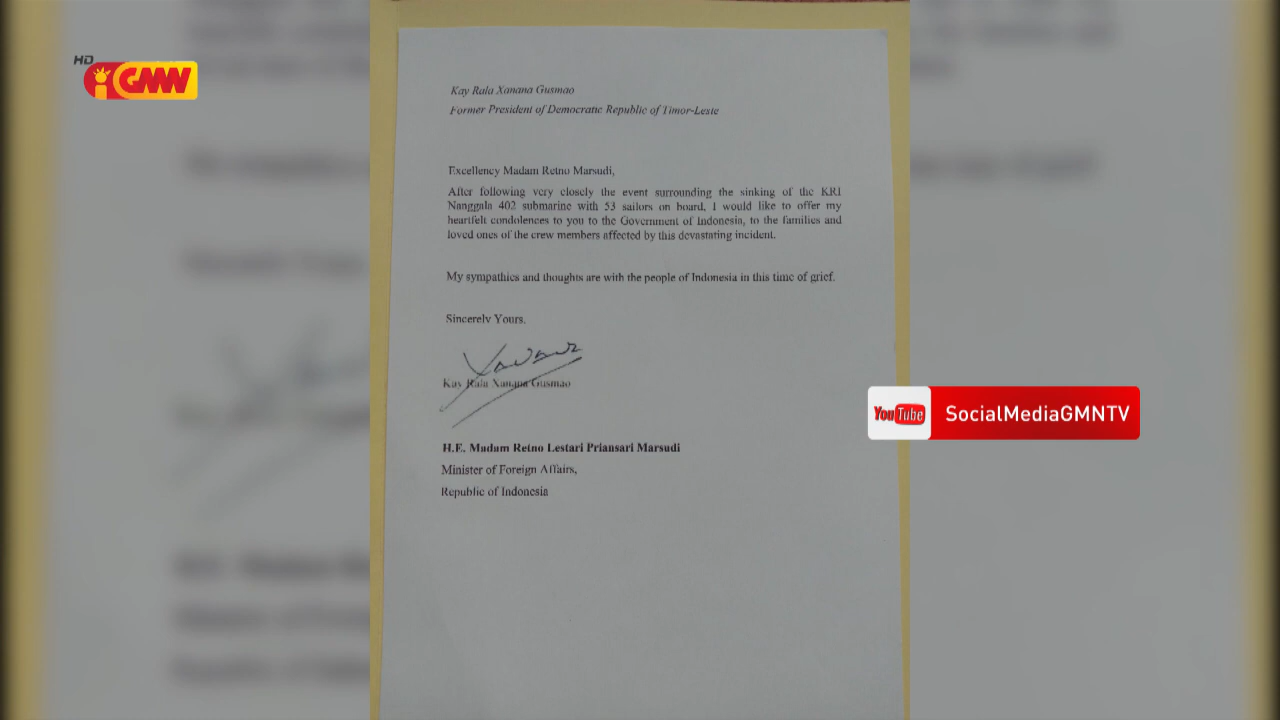 HD
GMN
Kay Rala Xanana Gusmao
Former President of Democratic Republic of Timor-Leste
Excellency Madam Retno Marsudi,
After following very closely the event surrounding the sinking of the KRI
Nanggala 402 submarine with 53 sailors on board, I would like to offer my
heartfelt condolences to you to the Government of Indonesia, to the families and
loved ones of the crew members affected by this devastating incident.
My sympathies and thoughts are with the people of Indonesia in this time of grief.
Sincerely Yours,
Xanana
Kay Rala Xanana Gusmao
H.E. Madam Retno Lestari Priansari Marsudi
Minister of Foreign Affairs,
Republic of Indonesia
YouTube SocialMediaGMNTV